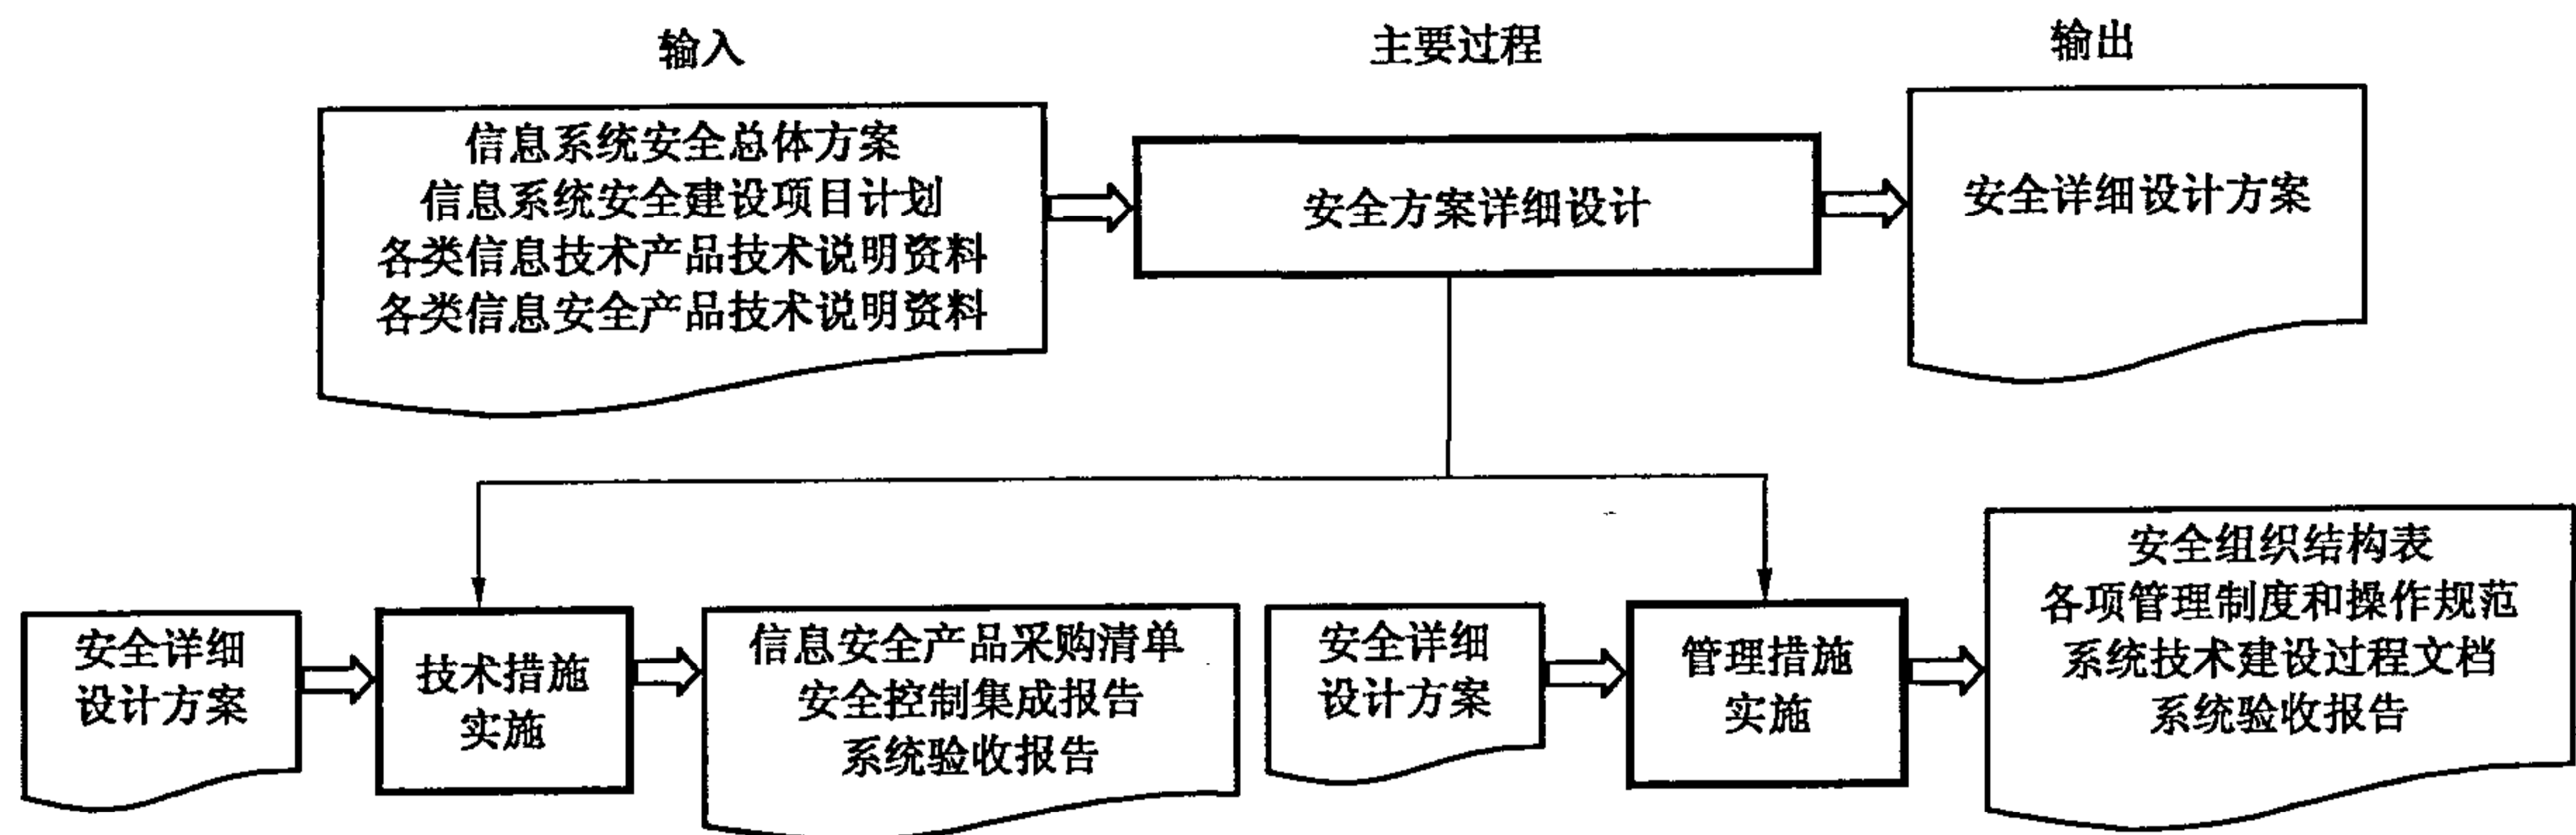 输入
主要过程
输出
信息系统安全总体方案
信息系统安全建设项目计划
各类信息技术产品技术说明资料
各类信息安全产品技术说明资料
安全方案详细设计
安全详细设计方案
安全详细
设计方案
技术措施
实施
信息安全产品采购清单
安全控制集成报告
系统验收报告
安全详细
设计方案
管理措施
实施
安全组织结构表
各项管理制度和操作规范
系统技术建设过程文档
系统验收报告